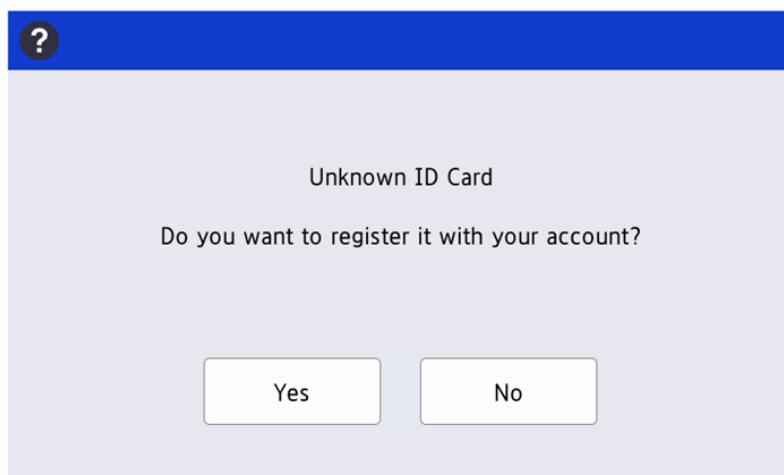 ?
Unknown ID Card
Do you want to register it with your account?
Yes
No